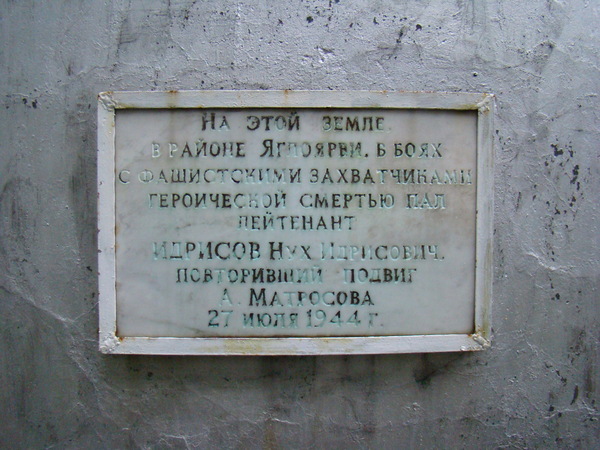 На этой земле,
в районе Яглоярви, в боях
с фашистскими захватчиками
героической смертью пал
лейтенант
Идрисов Нух Идрисович,
повторивший подвиг
А. Матросова
27 июля 1944 г.